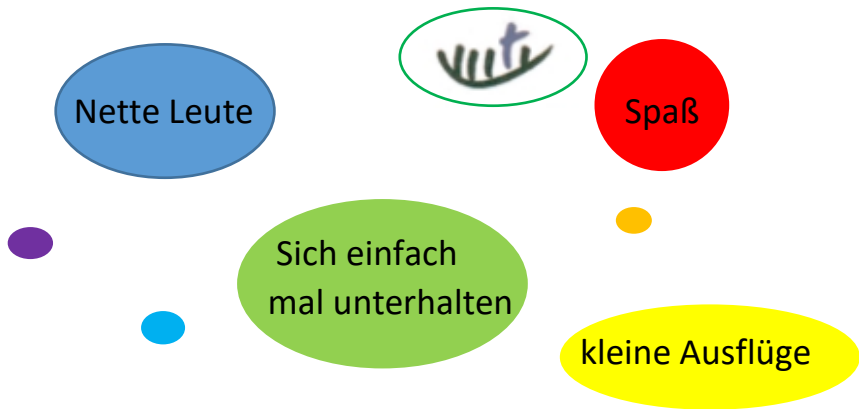 Nette Leute
Spaß
Sich einfach
mal unterhalten
kleine Ausflüge